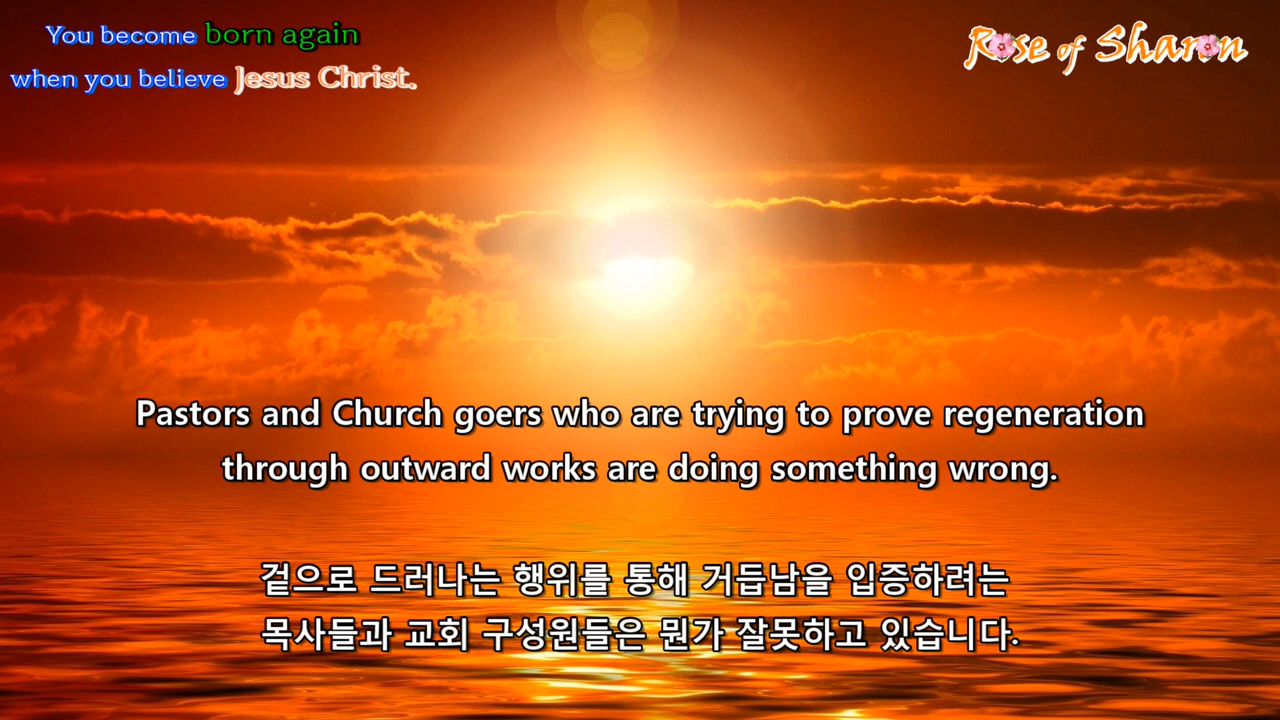 You become born again
when you believe Jesus Christ.
Rose of Sharon
Pastors and Church goers who are trying to prove regeneration
through outward works are doing something wrong.
겉으로 드러나는 행위를 통해 거듭남을 입증하려는
목사들과 교회 구성원들은 뭔가 잘못하고 있습니다.